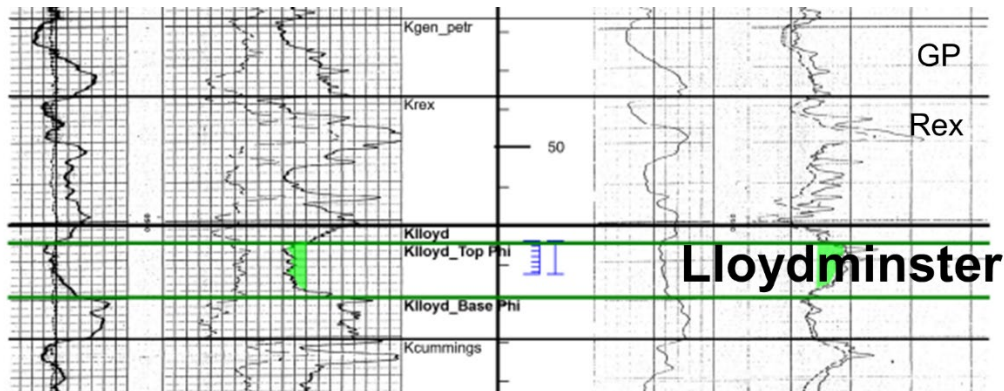 Kgen_petr
GP
Krex
Rex
50
Klloyd
Klloyd_Top Phi
Lloydminster
Klloyd_Base Phi
Kcummings